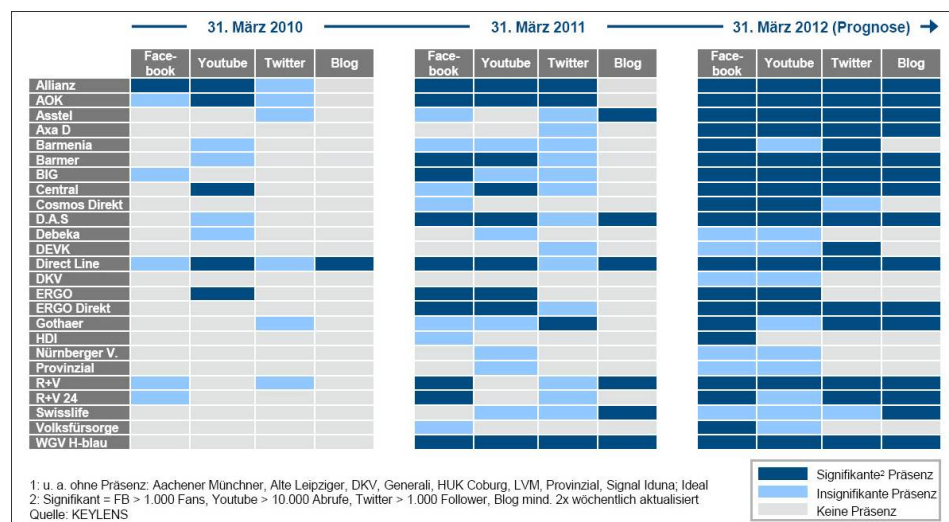 31. März 2010
31. März 2011
31. März 2012 (Prognose)
Face-
book
Youtube
Twitter
Blog
Face-
book
Youtube
Twitter
Blog
Face-
book
Youtube
Twitter
Blog
Allianz
AOK
Asstel
Axa D
Barmenia
Barmer
BIG
Central
Cosmos Direkt
D.A.S
Debeka
DEVK
Direct Line
DKV
ERGO
ERGO Direkt
Gothaer
HDI
Nürnberger V.
Provinzial
R+V
R+V 24
Swisslife
Volksfürsorge
WGV H-blau
1: u. a. ohne Präsenz: Aachener Münchner, Alte Leipziger, DKV, Generali, HUK Coburg, LVM, Provinzial, Signal Iduna; Ideal
2: Signifikant = FB > 1.000 Fans, Youtube > 10.000 Abrufe, Twitter > 1.000 Follower, Blog mind. 2x wöchentlich aktualisiert
Quelle: KEYLENS
Signifikante² Präsenz
Insignifikante Präsenz
Keine Präsenz